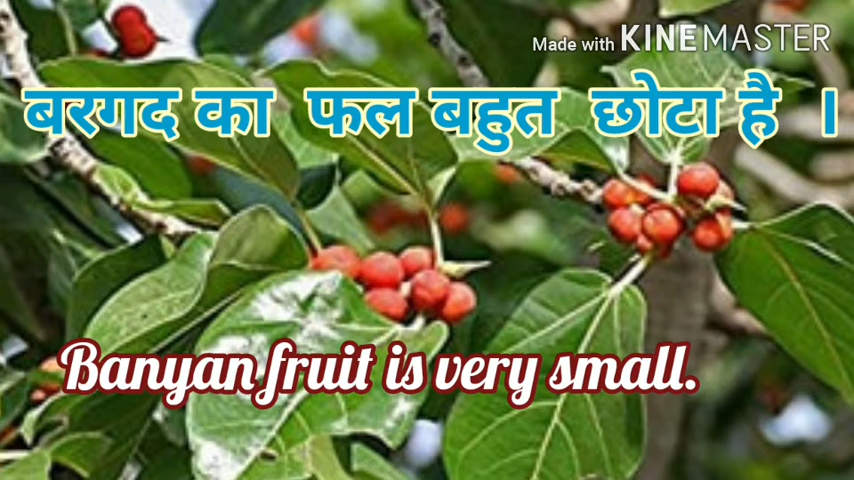 Made with KINEMASTER
बरगद का फल बहुत छोटा है ।
Banyan fruit is very small.